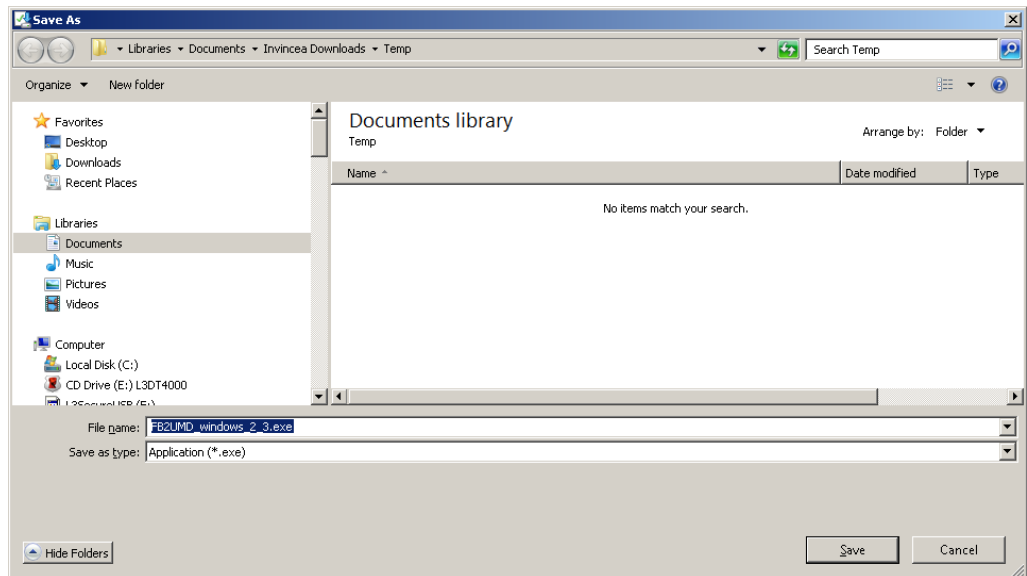 Save As
Libraries Documents Invincea Downloads Temp
Search Temp
Organize New folder
Favorites
Desktop
Downloads
Recent Places
Libraries
Documents
Music
Pictures
Videos
Computer
Local Disk (C:)
CD Drive (E:) L3DT4000
Documents library
Temp
Arrange by: Folder
Name Date modified Type
No items match your search.
File name: FB2UMD_windows_2_3.exe
Save as type: Application (*.exe)
Hide Folders
Save Cancel